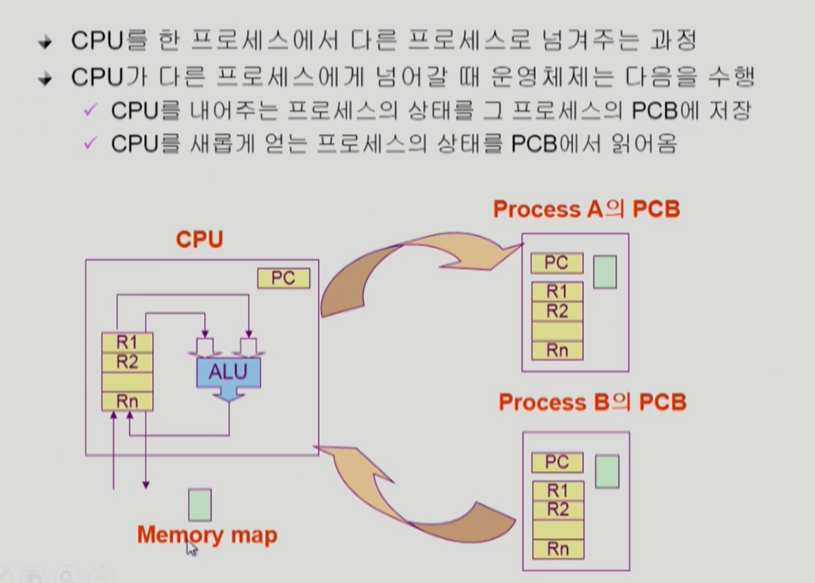 CPU를 한 프로세스에서 다른 프로세스로 넘겨주는 과정
CPU가 다른 프로세스에게 넘어갈 때 운영체제는 다음을 수행
CPU를 내어주는 프로세스의 상태를 그 프로세스의 PCB에 저장
CPU를 새롭게 얻는 프로세스의 상태를 PCB에서 읽어옴
CPU
PC
R1
R2
Rn
ALU
Memory map
Process A의 PCB
PC
R1
R2
Rn
Process B의 PCB
PC
R1
R2
Rn